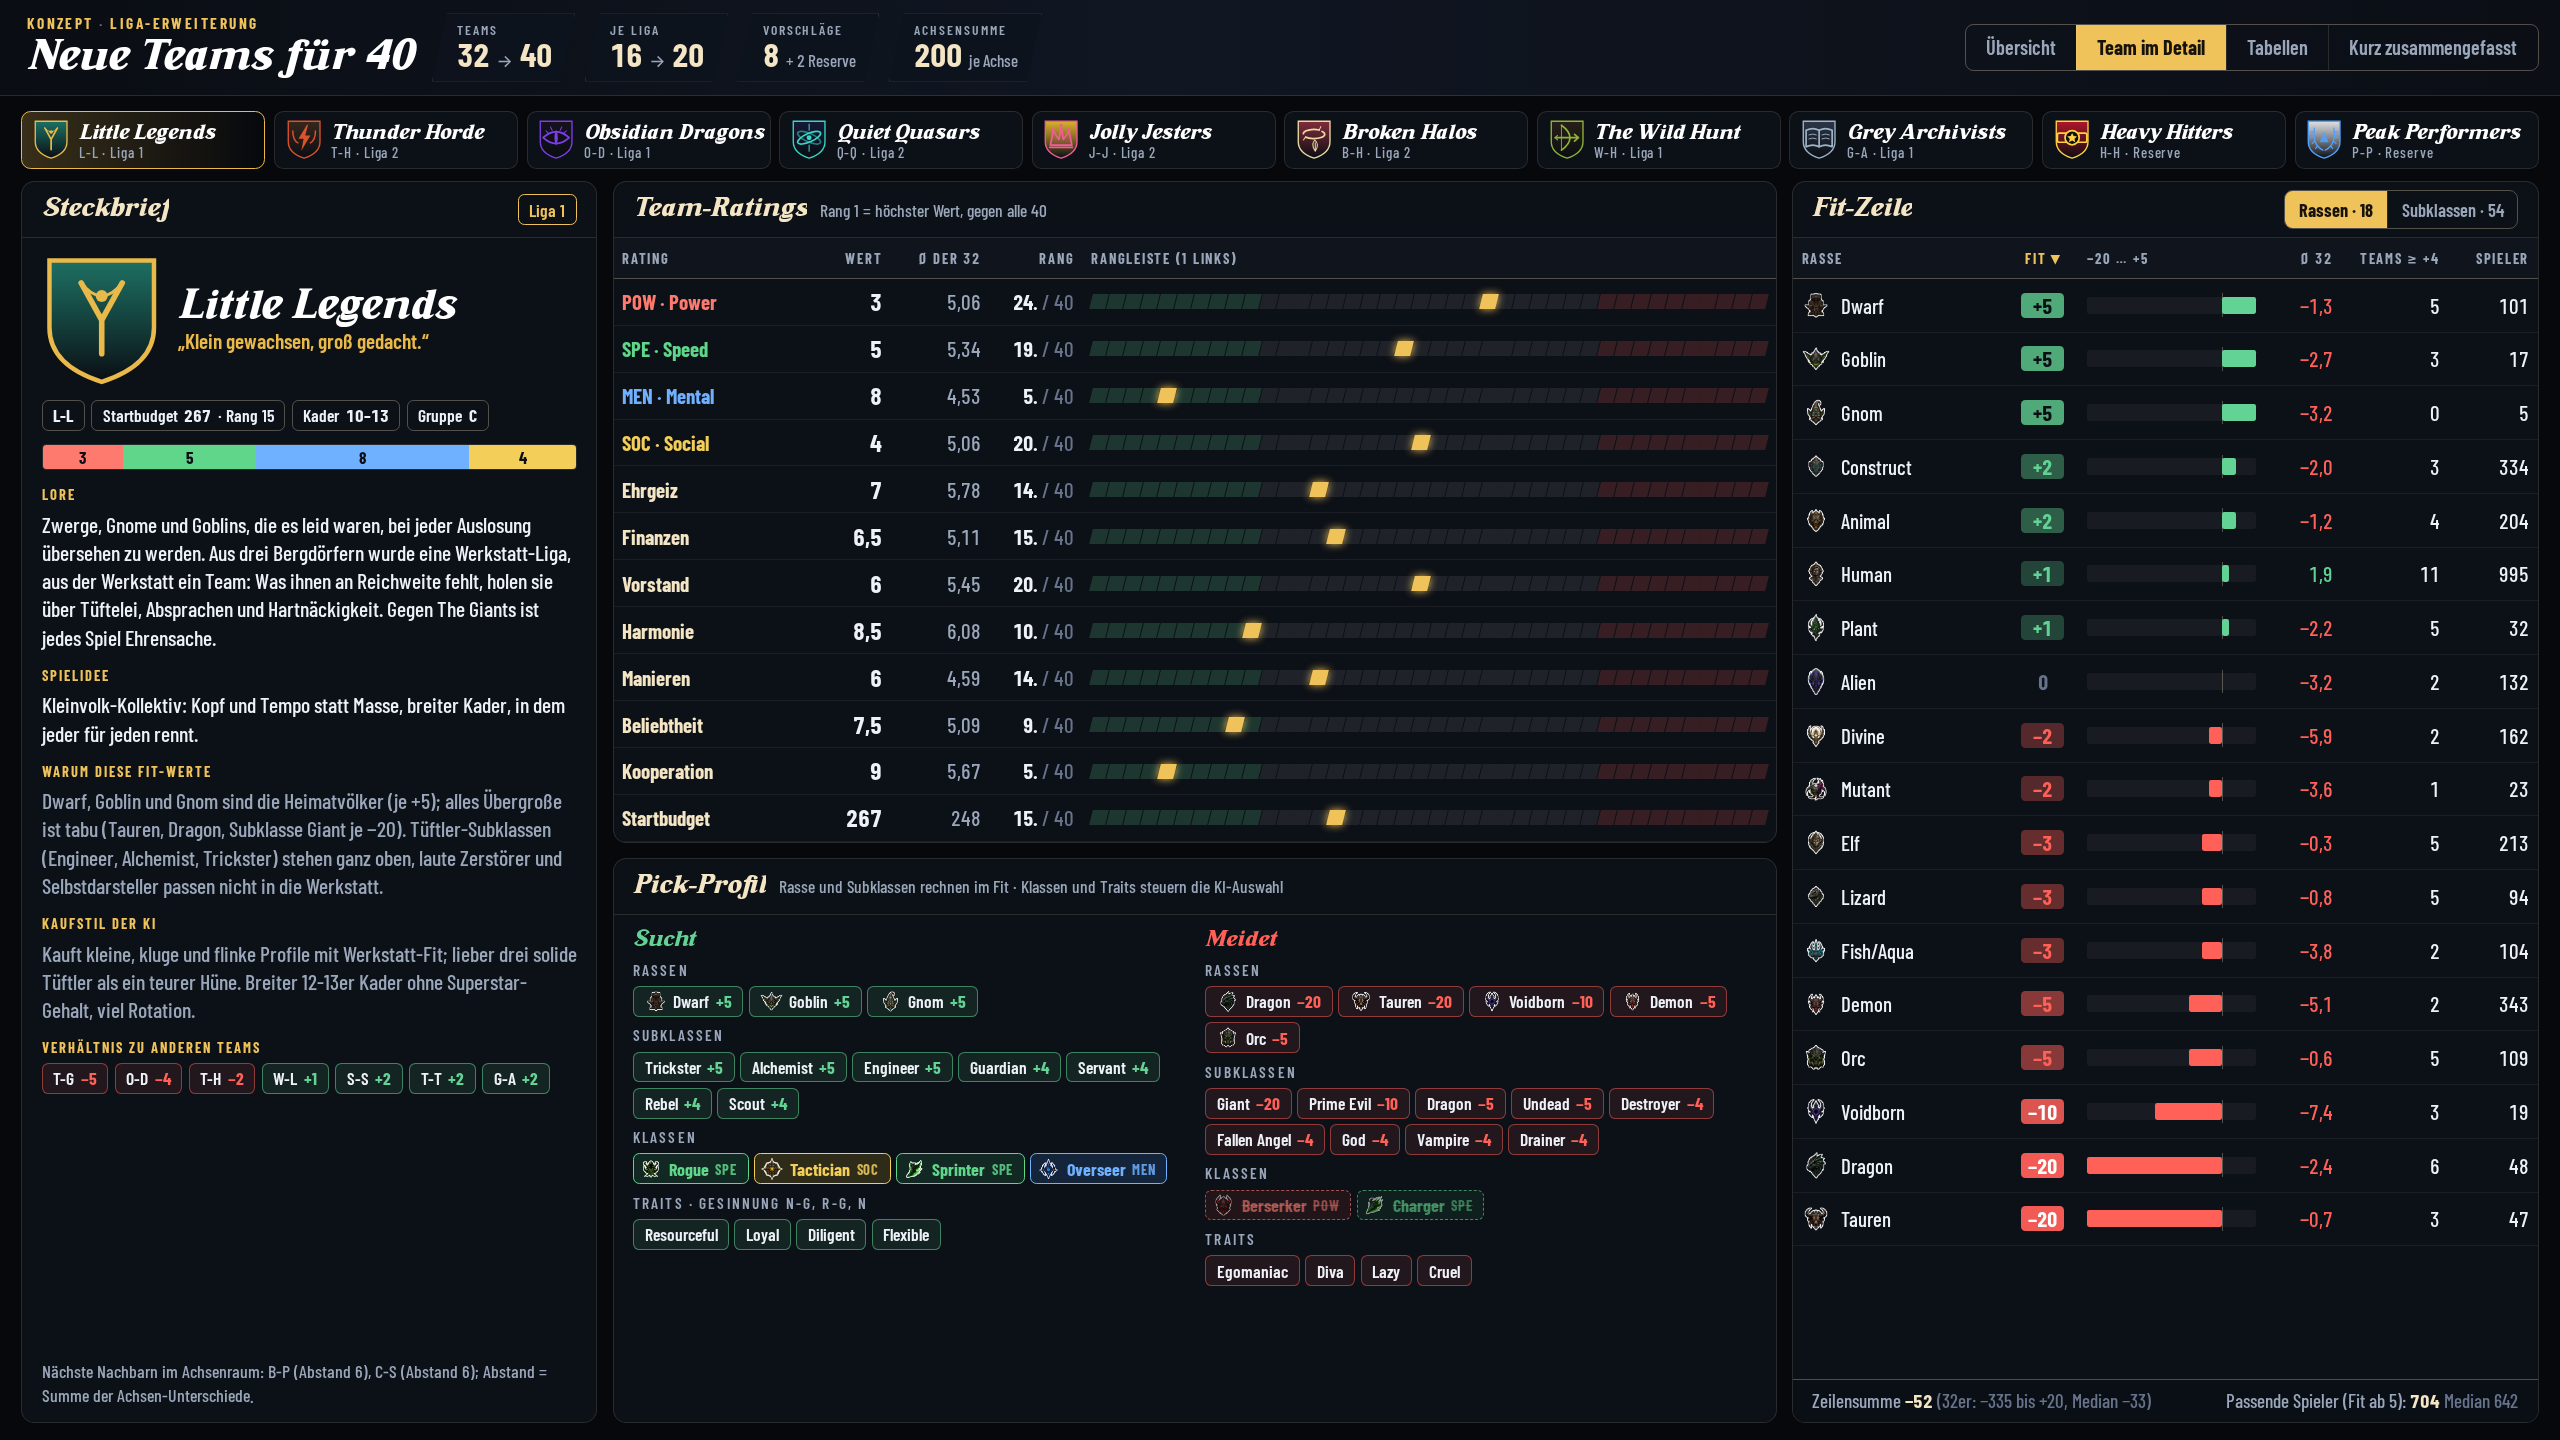 KONZEPT · LIGA-ERWEITERUNG
Neue Teams für 40
TEAMS
32 → 40
JE LIGA
16 → 20
VORSCHLÄGE
8 + 2 Reserve
ACHSENSUMME
200 je Achse
Übersicht
Team im Detail
Tabellen
Kurz zusammengefasst
Little Legends
L-L · Liga 1
Thunder Horde
T-H · Liga 2
Obsidian Dragons
O-D · Liga 1
Quiet Quasars
Q-Q · Liga 2
Jolly Jesters
J-J · Liga 2
Broken Halos
B-H · Liga 2
The Wild Hunt
W-H · Liga 1
Grey Archivists
G-A · Liga 1
Heavy Hitters
H-H · Reserve
Peak Performers
P-P · Reserve
Steckbrief
Liga 1
Little Legends
„Klein gewachsen, groß gedacht.“
L-L
Startbudget 267 · Rang 15
Kader 10–13
Gruppe C
3 5 8 4
LORE
Zwerge, Gnome und Goblins, die es leid waren, bei jeder Auslosung
übersehen zu werden. Aus drei Bergdörfern wurde eine Werkstatt-Liga,
aus der Werkstatt ein Team: Was ihnen an Reichweite fehlt, holen sie
über Tüftelei, Absprachen und Hartnäckigkeit. Gegen The Giants ist
jedes Spiel Ehrensache.
SPIELIDEE
Kleinvolk-Kollektiv: Kopf und Tempo statt Masse, breiter Kader, in dem
jeder für jeden rennt.
WARUM DIESE FIT-WERTE
Dwarf, Goblin und Gnom sind die Heimatvölker (je +5); alles Übergroße
ist tabu (Tauren, Dragon, Subklasse Giant je −20). Tüftler-Subklassen
(Engineer, Alchemist, Trickster) stehen ganz oben, laute Zerstörer und
Selbstdarsteller passen nicht in die Werkstatt.
KAUFSTIL DER KI
Kauft kleine, kluge und flinke Profile mit Werkstatt-Fit; lieber drei solide
Tüftler als ein teurer Hüne. Breiter 12-13er Kader ohne Superstar-
Gehalt, viel Rotation.
VERHÄLTNIS ZU ANDEREN TEAMS
T-G −5
O-D −4
T-H −2
W-L +1
S-S +2
T-T +2
G-A +2
Nächste Nachbarn im Achsenraum: B-P (Abstand 6), C-S (Abstand 6); Abstand =
Summe der Achsen-Unterschiede.
Team-Ratings Rang 1 = höchster Wert, gegen alle 40
RATING WERT Ø DER 32 RANG RANGLEISTE (1 LINKS)
POW · Power 3 5,06 24. / 40
SPE · Speed 5 5,34 19. / 40
MEN · Mental 8 4,53 5. / 40
SOC · Social 4 5,06 20. / 40
Ehrgeiz 7 5,78 14. / 40
Finanzen 6,5 5,11 15. / 40
Vorstand 6 5,45 20. / 40
Harmonie 8,5 6,08 10. / 40
Manieren 6 4,59 14. / 40
Beliebtheit 7,5 5,09 9. / 40
Kooperation 9 5,67 5. / 40
Startbudget 267 248 15. / 40
Pick-Profil Rasse und Subklassen rechnen im Fit · Klassen und Traits steuern die KI-Auswahl
Sucht
RASSEN
Dwarf +5
Goblin +5
Gnom +5
SUBKLASSEN
Trickster +5
Alchemist +5
Engineer +5
Guardian +4
Servant +4
Rebel +4
Scout +4
KLASSEN
Rogue SPE
Tactician SOC
Sprinter SPE
Overseer MEN
TRAITS · GESINNUNG N-G, R-G, N
Resourceful
Loyal
Diligent
Flexible
Meidet
RASSEN
Dragon −20
Tauren −20
Voidborn −10
Demon −5
Orc −5
SUBKLASSEN
Giant −20
Prime Evil −10
Dragon −5
Undead −5
Destroyer −4
Fallen Angel −4
God −4
Vampire −4
Drainer −4
KLASSEN
Berserker POW
Charger SPE
TRAITS
Egomaniac
Diva
Lazy
Cruel
Fit-Zeile
Rassen · 18
Subklassen · 54
RASSE FIT ▼ −20 … +5 Ø 32 TEAMS ≥ +4 SPIELER
Dwarf +5 −1,3 5 101
Goblin +5 −2,7 3 17
Gnom +5 −3,2 0 5
Construct +2 −2,0 3 334
Animal +2 −1,2 4 204
Human +1 1,9 11 995
Plant +1 −2,2 5 32
Alien 0 −3,2 2 132
Divine −2 −5,9 2 162
Mutant −2 −3,6 1 23
Elf −3 −0,3 5 213
Lizard −3 −0,8 5 94
Fish/Aqua −3 −3,8 2 104
Demon −5 −5,1 2 343
Orc −5 −0,6 5 109
Voidborn −10 −7,4 3 19
Dragon −20 −2,4 6 48
Tauren −20 −0,7 3 47
Zeilensumme −52 (32er: −335 bis +20, Median −33)
Passende Spieler (Fit ab 5): 704 Median 642